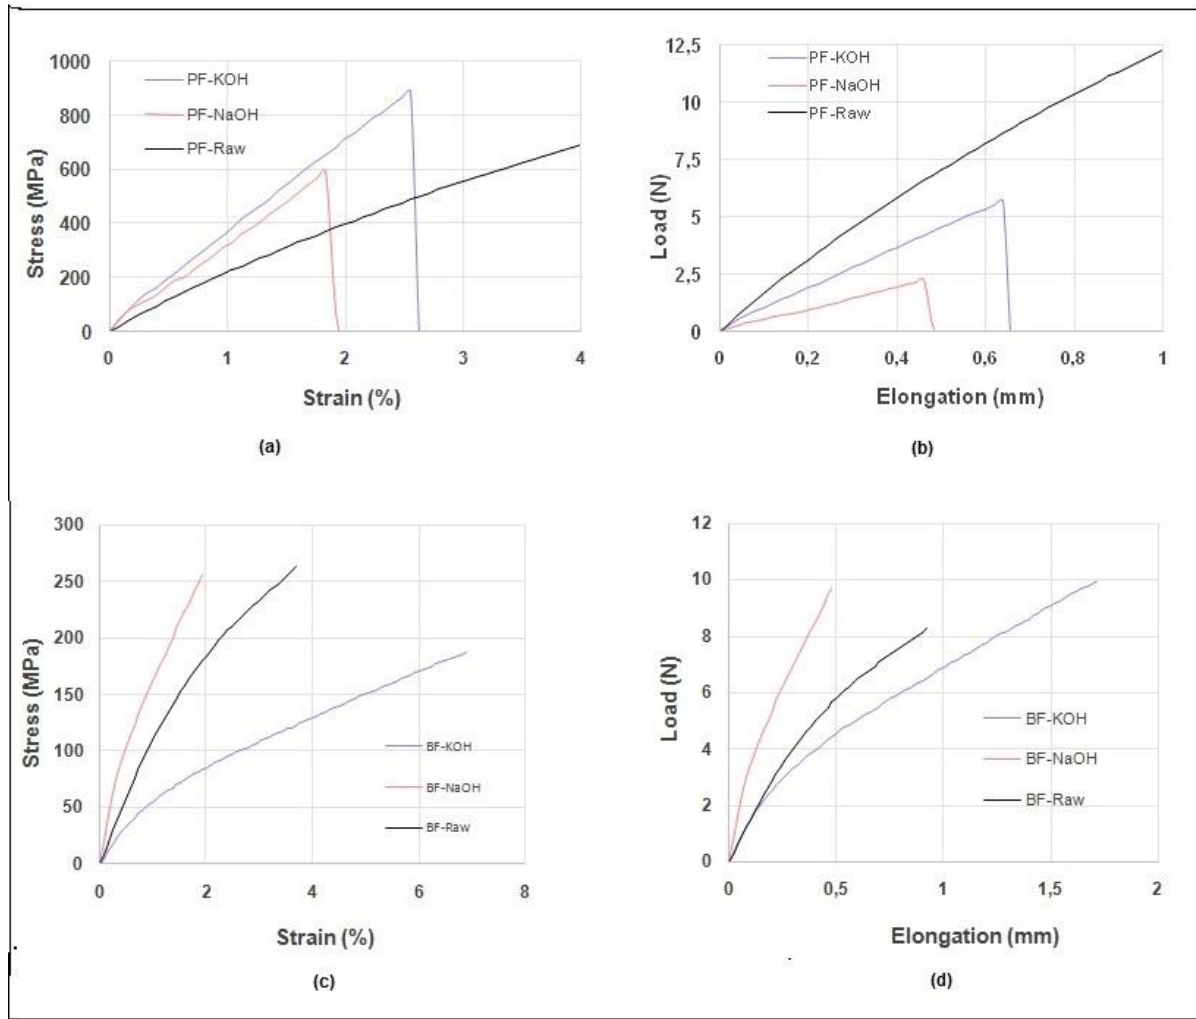 1000
800
600
400
200
0
Stress (MPa)
PF-KOH
PF-NaOH
PF-Raw
0 1 2 3 4
Strain (%)
(a)
12,5
10
7,5
5
2,5
0
Load (N)
PF-KOH
PF-NaOH
PF-Raw
0 0,2 0,4 0,6 0,8 1
Elongation (mm)
(b)
300
250
200
150
100
50
0
Stress (MPa)
BF-KOH
BF-NaOH
BF-Raw
0 2 4 6 8
Strain (%)
(c)
12
10
8
6
4
2
0
Load (N)
BF-KOH
BF-NaOH
BF-Raw
0 0,5 1 1,5 2
Elongation (mm)
(d)